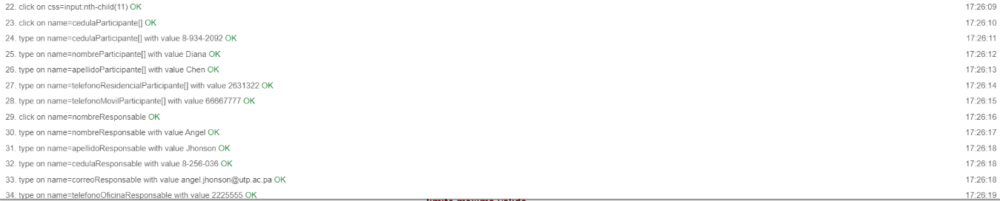 22. click on css=input:nth-child(11) OK 17:26:09
23. click on name=cedulaParticipante[] OK 17:26:10
24. type on name=cedulaParticipante[] with value 8-934-2092 OK 17:26:11
25. type on name=nombreParticipante[] with value Diana OK 17:26:12
26. type on name=apellidoParticipante[] with value Chen OK 17:26:13
27. type on name=telefonoResidencialParticipante[] with value 2631322 OK 17:26:14
28. type on name=telefonoMovilParticipante[] with value 66667777 OK 17:26:15
29. click on name=nombreResponsable OK 17:26:16
30. type on name=nombreResponsable with value Angel OK 17:26:17
31. type on name=apellidoResponsable with value Jhonson OK 17:26:18
32. type on name=cedulaResponsable with value 8-256-036 OK 17:26:18
33. type on name=correoResponsable with value angel.jhonson@utp.ac.pa OK 17:26:18
34. type on name=telefonoOficinaResponsable with value 2225555 OK 17:26:19